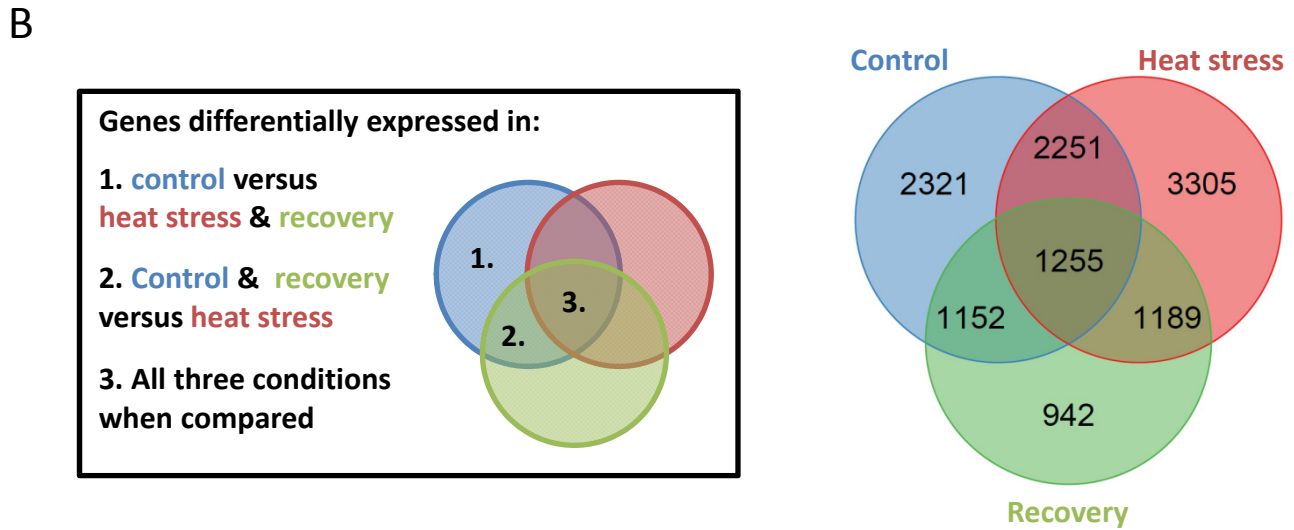 B
Genes differentially expressed in:
1. control versus
heat stress & recovery
2. Control & recovery
versus heat stress
3. All three conditions
when compared
1.
2.
3.
Control
Heat stress
2321
2251
3305
1255
1152
1189
942
Recovery